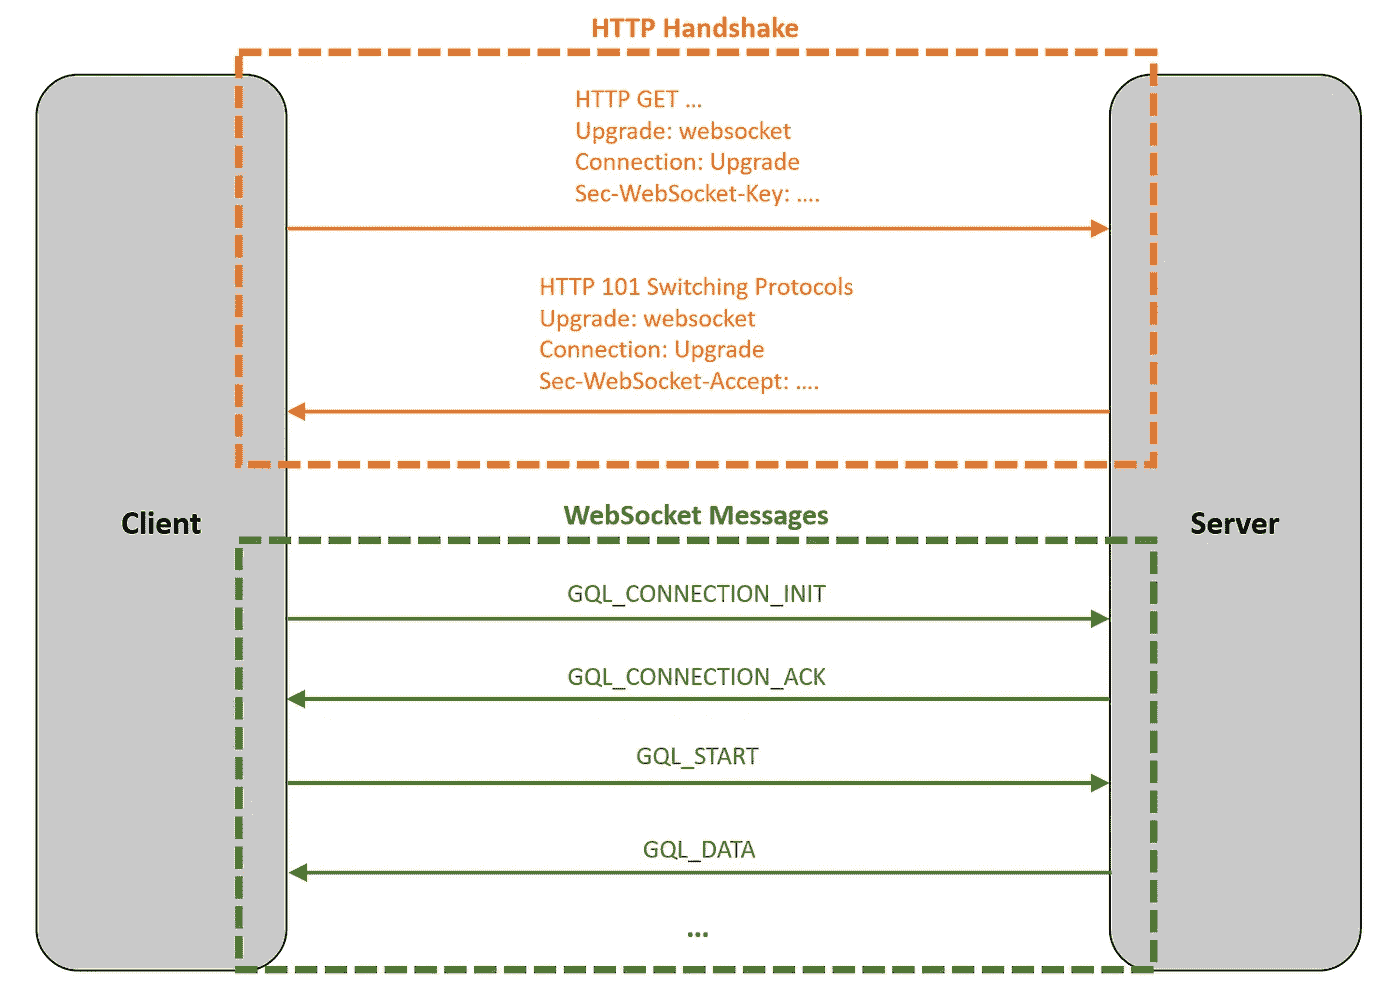 HTTP Handshake
HTTP GET ...
Upgrade: websocket
Connection: Upgrade
Sec-WebSocket-Key: ....
HTTP 101 Switching Protocols
Upgrade: websocket
Connection: Upgrade
Sec-WebSocket-Accept: ....
Client
WebSocket Messages
Server
GQL_CONNECTION_INIT
GQL_CONNECTION_ACK
GQL_START
GQL_DATA
...